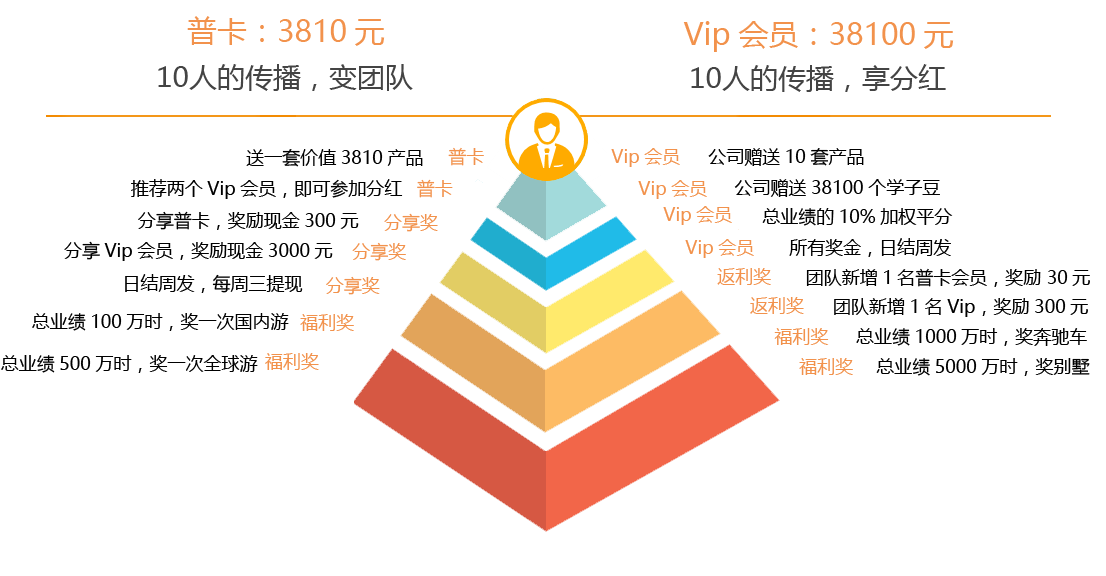 普卡：3810 元
10人的传播，变团队
Vip 会员：38100 元
10人的传播，享分红
送一套价值 3810 产品 普卡
推荐两个 Vip 会员，即可参加分红 普卡
分享普卡，奖励现金 300 元 分享奖
分享 Vip 会员，奖励现金 3000 元 分享奖
日结周发，每周三提现 分享奖
总业绩 100 万时，奖一次国内游 福利奖
总业绩 500 万时，奖一次全球游 福利奖
Vip 会员 公司赠送 10 套产品
Vip 会员 公司赠送 38100 个学子豆
Vip 会员 总业绩的 10% 加权平分
Vip 会员 所有奖金，日结周发
返利奖 团队新增 1 名普卡会员，奖励 30 元
返利奖 团队新增 1 名 Vip，奖励 300 元
福利奖 总业绩 1000 万时，奖奔驰车
福利奖 总业绩 5000 万时，奖别墅